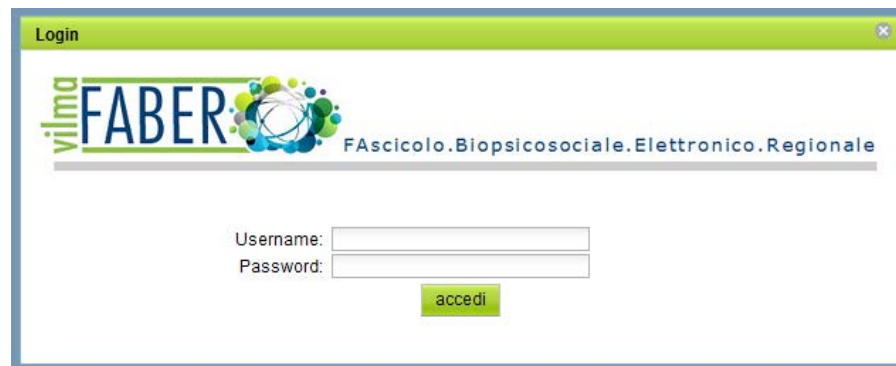 Login
vilma
FABER
FAscicolo.Biopsicosociale.Elettronico.Regionale
Username:
Password:
accedi